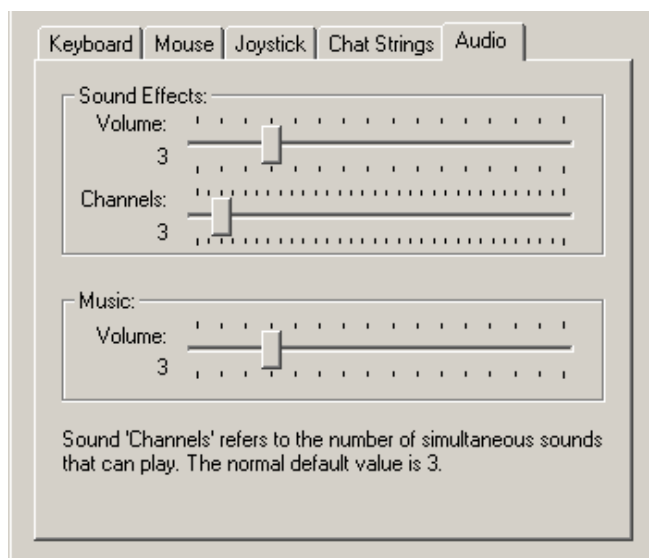 Keyboard Mouse Joystick Chat Strings Audio
Sound Effects:
Volume:
3
Channels:
3
Music:
Volume:
3
Sound 'Channels' refers to the number of simultaneous sounds
that can play. The normal default value is 3.